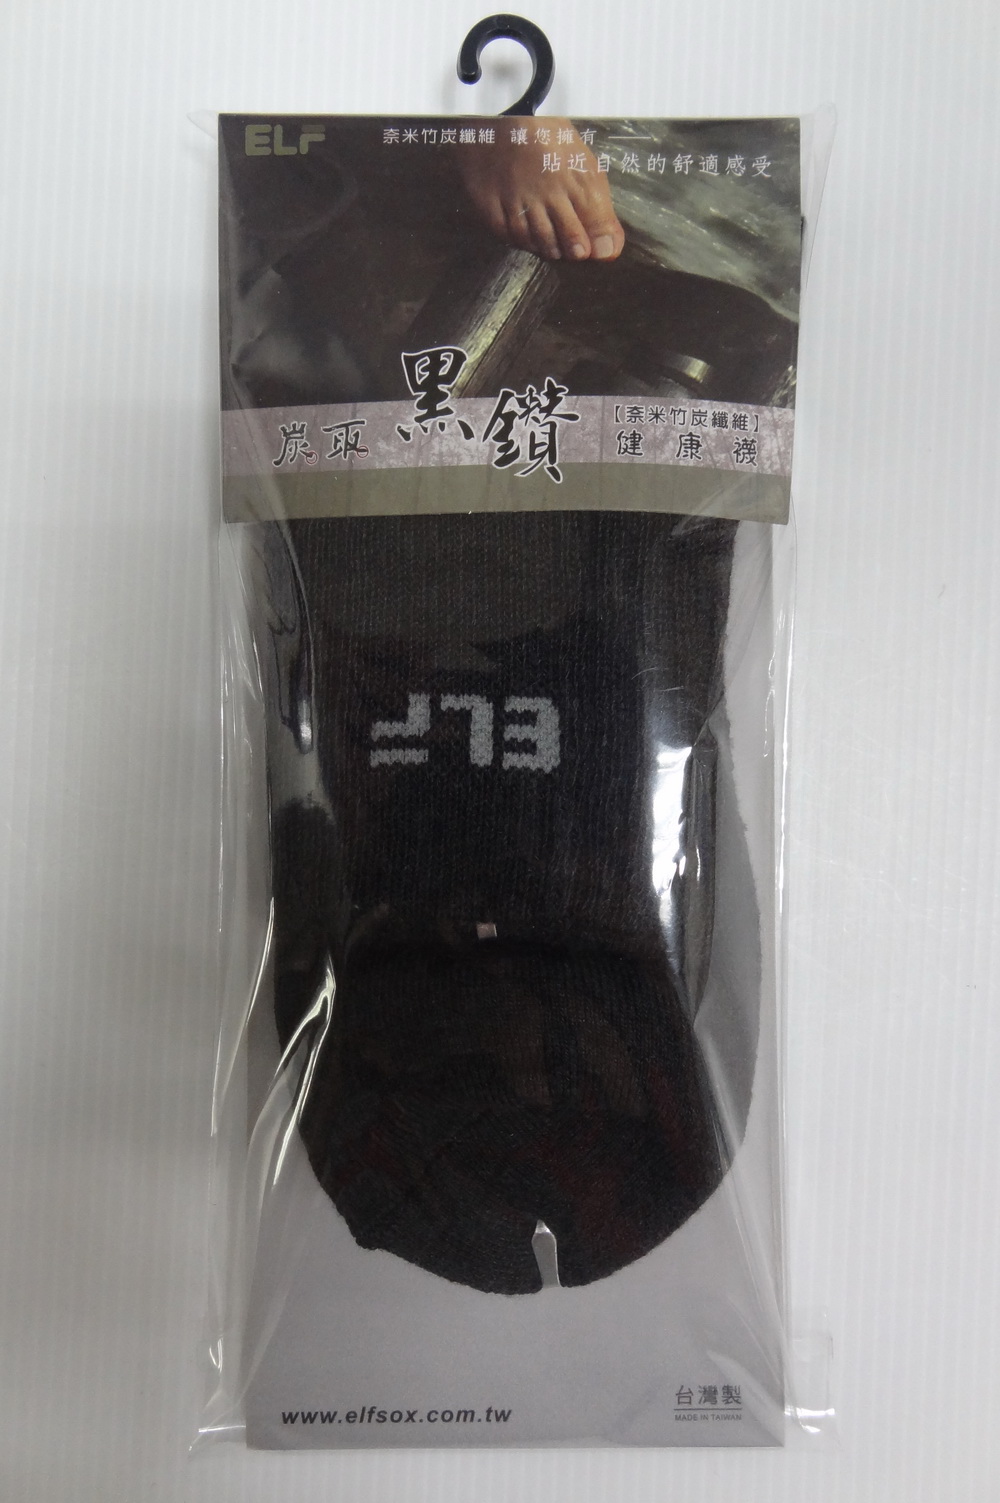 ELF
奈米竹炭纖維 讓您擁有——
貼近自然的舒適感受
炭取 黑鑽
【奈米竹炭纖維】
健康襪
ELF
www.elfsox.com.tw
台灣製
MADE IN TAIWAN